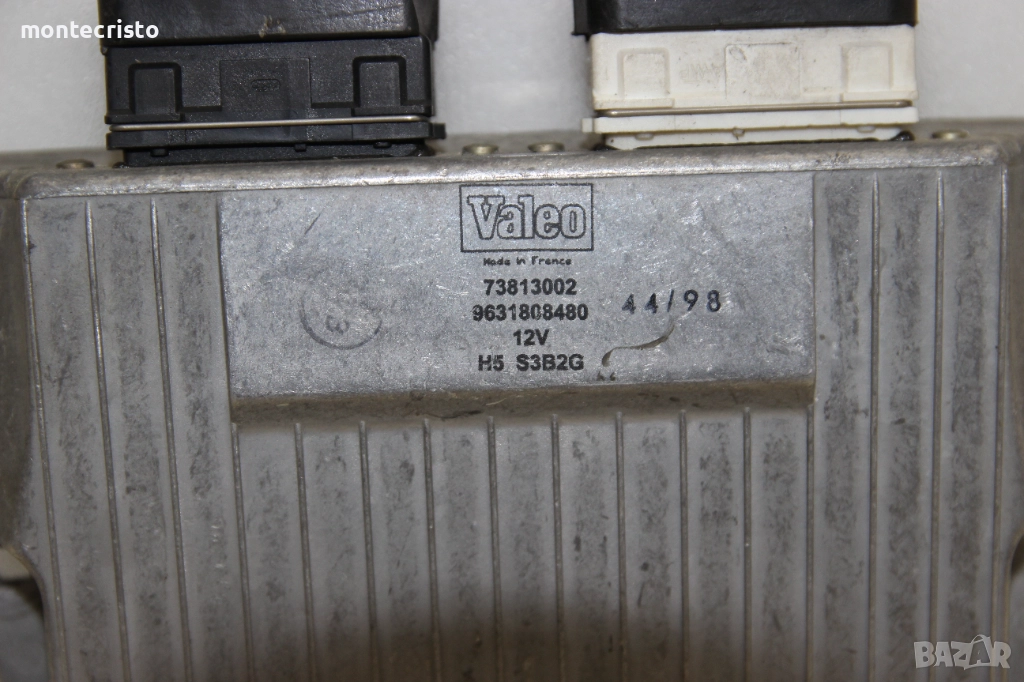 montecristo
Valeo
Made in France
73813002
9631808480
44/98
12V
H5 S3B2G
BAZAR